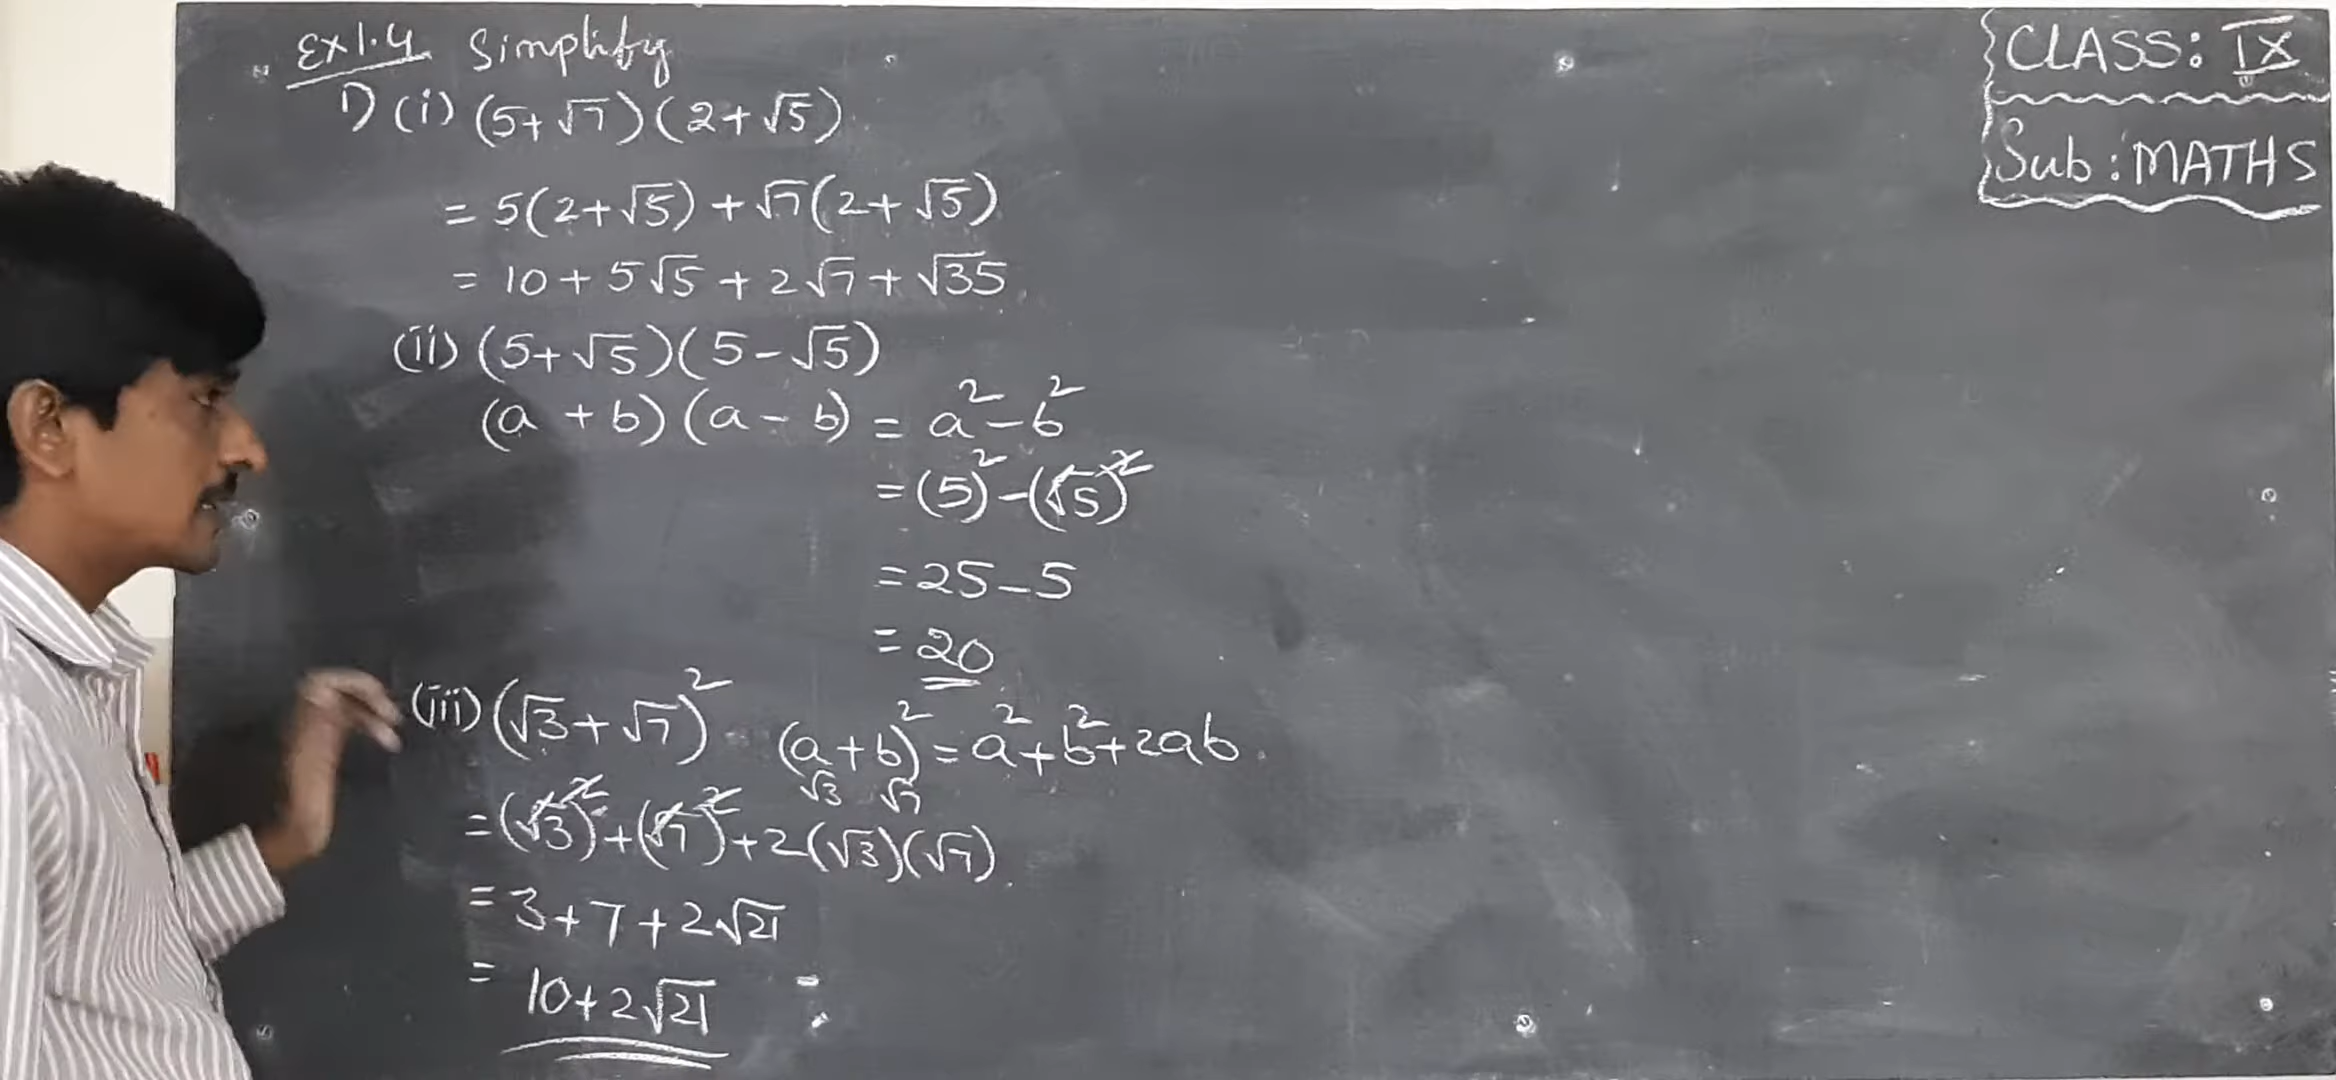 Ex 1.4 Simplify
1) (i) (5+√7)(2+√5)
= 5(2+√5) + √7(2+√5)
= 10 + 5√5 + 2√7 + √35
(ii) (5+√5)(5-√5)
(a + b)(a - b) = a² - b²
= (5)² - (√5)²
= 25 - 5
= 20
(iii) (√3 + √7)² (a+b)² = a² + b² + 2ab
√3 √7
= (√3)² + (√7)² + 2(√3)(√7)
= 3 + 7 + 2√21
= 10 + 2√21
CLASS: IX
Sub: MATHS